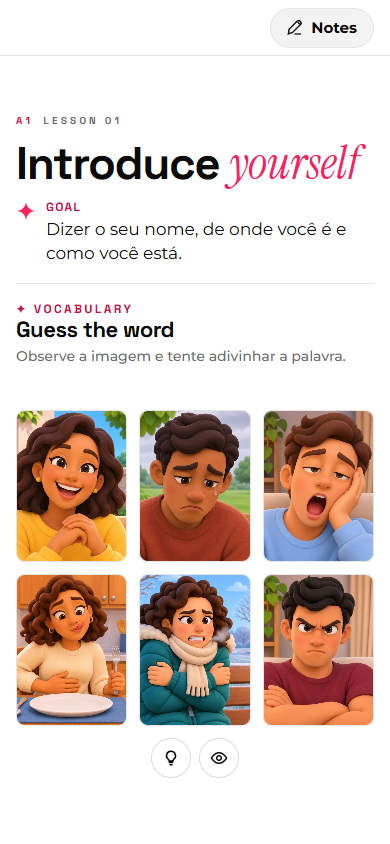 Notes
A1 LESSON 01
Introduce yourself
GOAL
Dizer o seu nome, de onde você é e
como você está.
VOCABULARY
Guess the word
Observe a imagem e tente adivinhar a palavra.